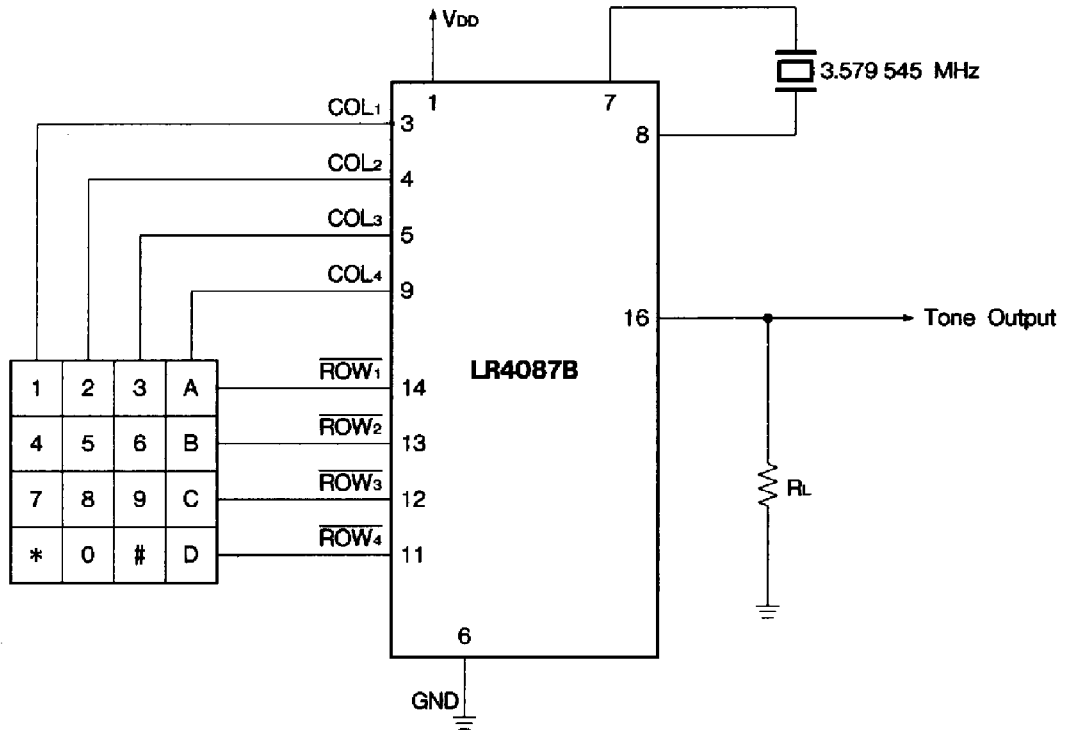 VDD
1
7
3.579 545 MHz
COL1
3
8
COL2
4
COL3
5
COL4
9
16
Tone Output
LR4087B
1 2 3 A
ROW1
14
4 5 6 B
ROW2
13
7 8 9 C
ROW3
12
RL
* 0 # D
ROW4
11
6
GND